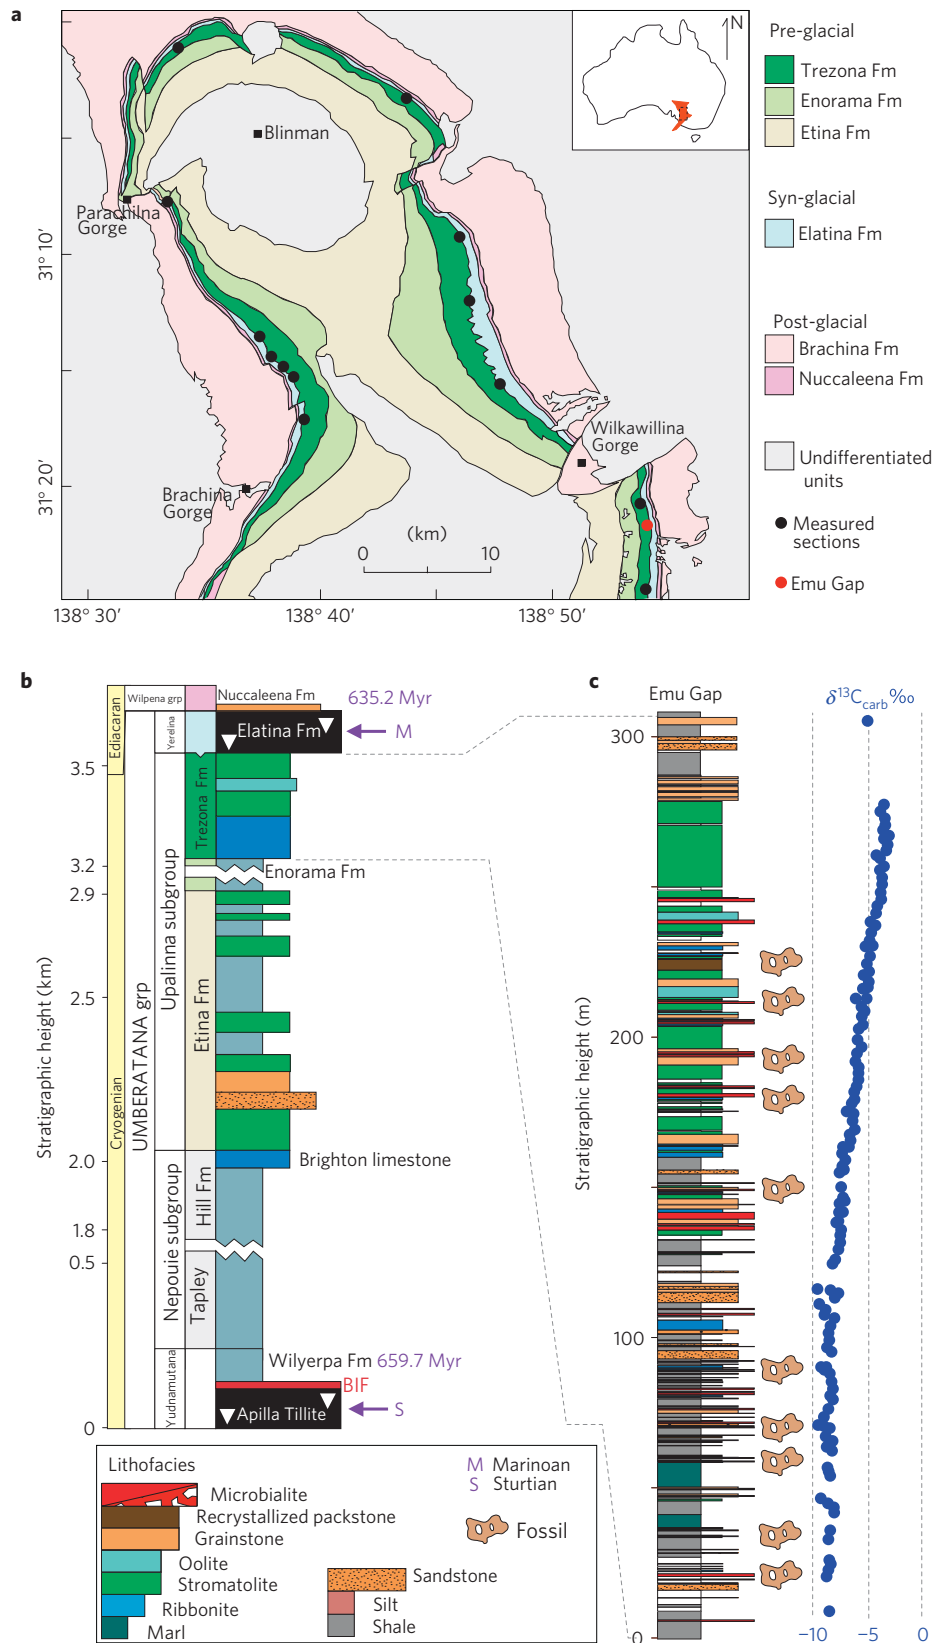 a
N
Blinman
Parachilna
Gorge
Wilkawillina
Gorge
Brachina
Gorge
(km)
0 10
31° 10'
31° 20'
138° 30' 138° 40' 138° 50'
Pre-glacial
Trezona Fm
Enorama Fm
Etina Fm
Syn-glacial
Elatina Fm
Post-glacial
Brachina Fm
Nuccaleena Fm
Undifferentiated
units
Measured
sections
Emu Gap
b
Stratigraphic height (km)
3.5
3.2
2.9
2.5
2.0
1.8
0.5
0
Ediacaran
Cryogenian
Wilpena grp
UMBERATANA grp
Yerelina
Upalinna subgroup
Nepouie subgroup
Yudnamutana
Trezona Fm
Etina Fm
Hill Fm
Tapley
Nuccaleena Fm
635.2 Myr
Elatina Fm
M
Enorama Fm
Brighton limestone
Wilyerpa Fm 659.7 Myr
BIF
Apilla Tillite
S
Lithofacies
Microbialite
Recrystallized packstone
Grainstone
Oolite
Stromatolite
Ribbonite
Marl
M Marinoan
S Sturtian
Fossil
Sandstone
Silt
Shale
c
Emu Gap
δ13Ccarb‰
Stratigraphic height (m)
300
200
100
0
−10 −5 0